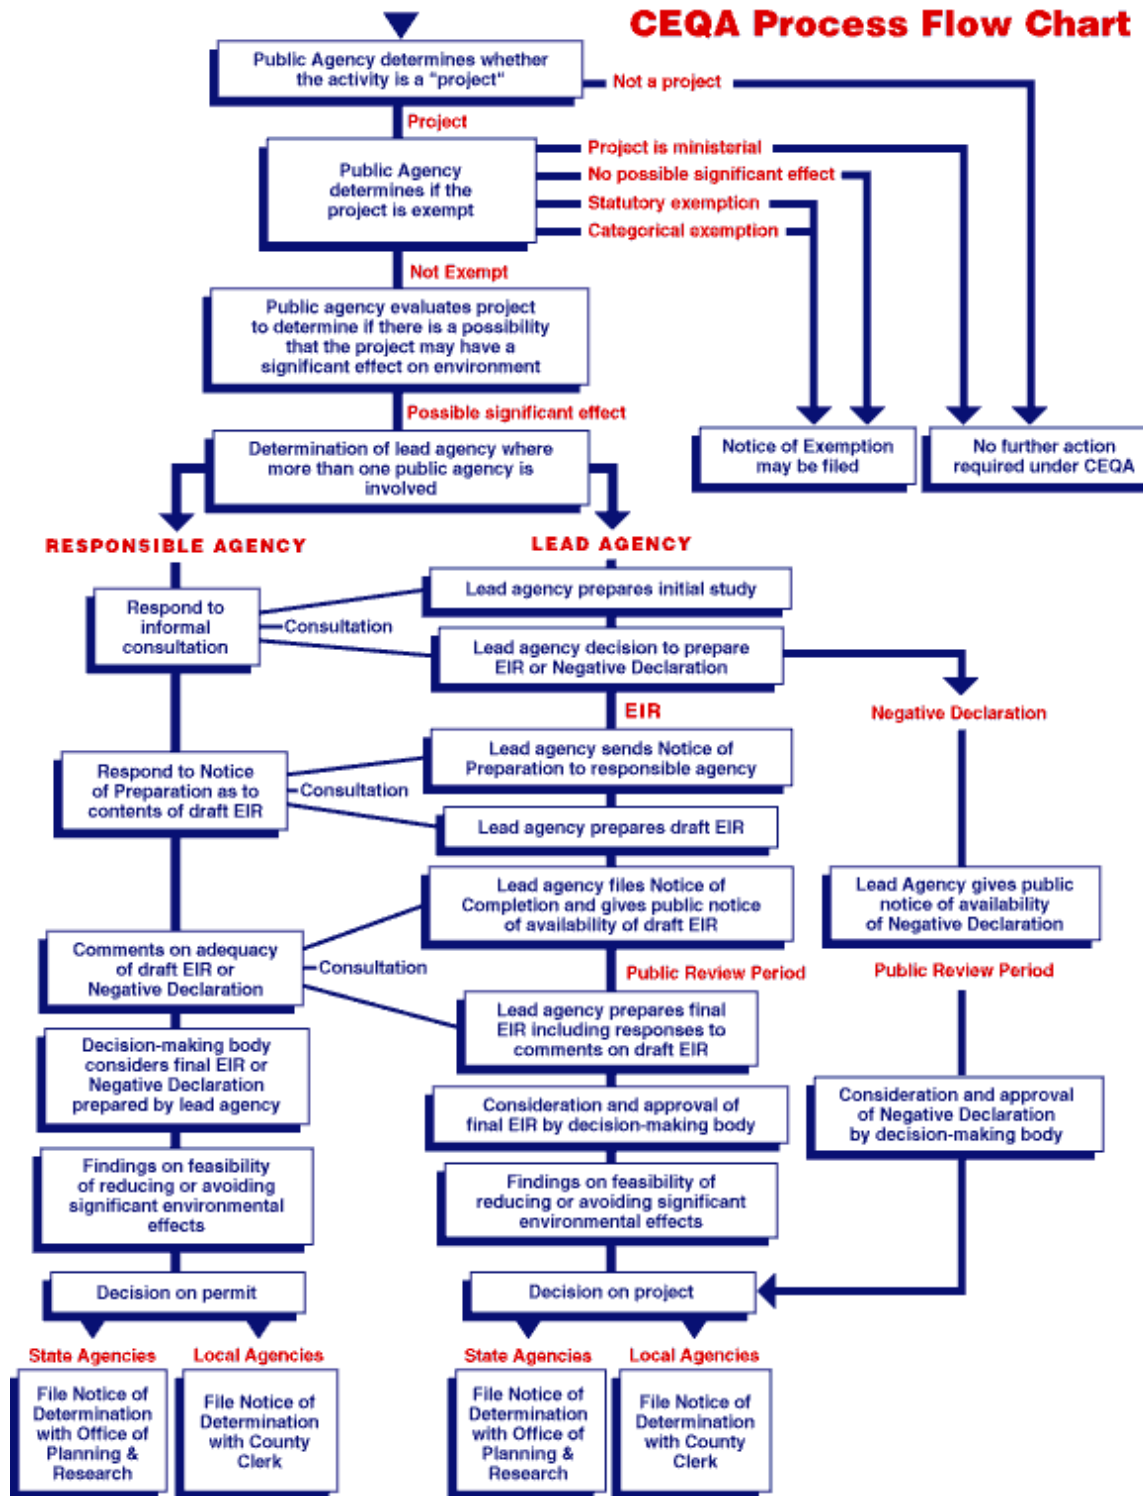 CEQA Process Flow Chart
Public Agency determines whether
the activity is a "project"
Not a project
Project
Public Agency
determines if the
project is exempt
Project is ministerial
No possible significant effect
Statutory exemption
Categorical exemption
Not Exempt
Public agency evaluates project
to determine if there is a possibility
that the project may have a
significant effect on environment
Possible significant effect
Notice of Exemption
may be filed
No further action
required under CEQA
Determination of lead agency where
more than one public agency is
involved
RESPONSIBLE AGENCY
LEAD AGENCY
Respond to
informal
consultation
Consultation
Lead agency prepares initial study
Lead agency decision to prepare
EIR or Negative Declaration
EIR
Negative Declaration
Respond to Notice
of Preparation as to
contents of draft EIR
Consultation
Lead agency sends Notice of
Preparation to responsible agency
Lead agency prepares draft EIR
Lead agency files Notice of
Completion and gives public notice
of availability of draft EIR
Lead Agency gives public
notice of availability
of Negative Declaration
Comments on adequacy
of draft EIR or
Negative Declaration
Consultation
Public Review Period
Public Review Period
Lead agency prepares final
EIR including responses to
comments on draft EIR
Decision-making body
considers final EIR or
Negative Declaration
prepared by lead agency
Consideration and approval of
final EIR by decision-making body
Consideration and approval
of Negative Declaration
by decision-making body
Findings on feasibility
of reducing or avoiding
significant environmental
effects
Findings on feasibility of
reducing or avoiding significant
environmental effects
Decision on permit
Decision on project
State Agencies
Local Agencies
State Agencies
Local Agencies
File Notice of
Determination
with Office of
Planning &
Research
File Notice of
Determination
with County
Clerk
File Notice of
Determination
with Office of
Planning &
Research
File Notice of
Determination
with County
Clerk